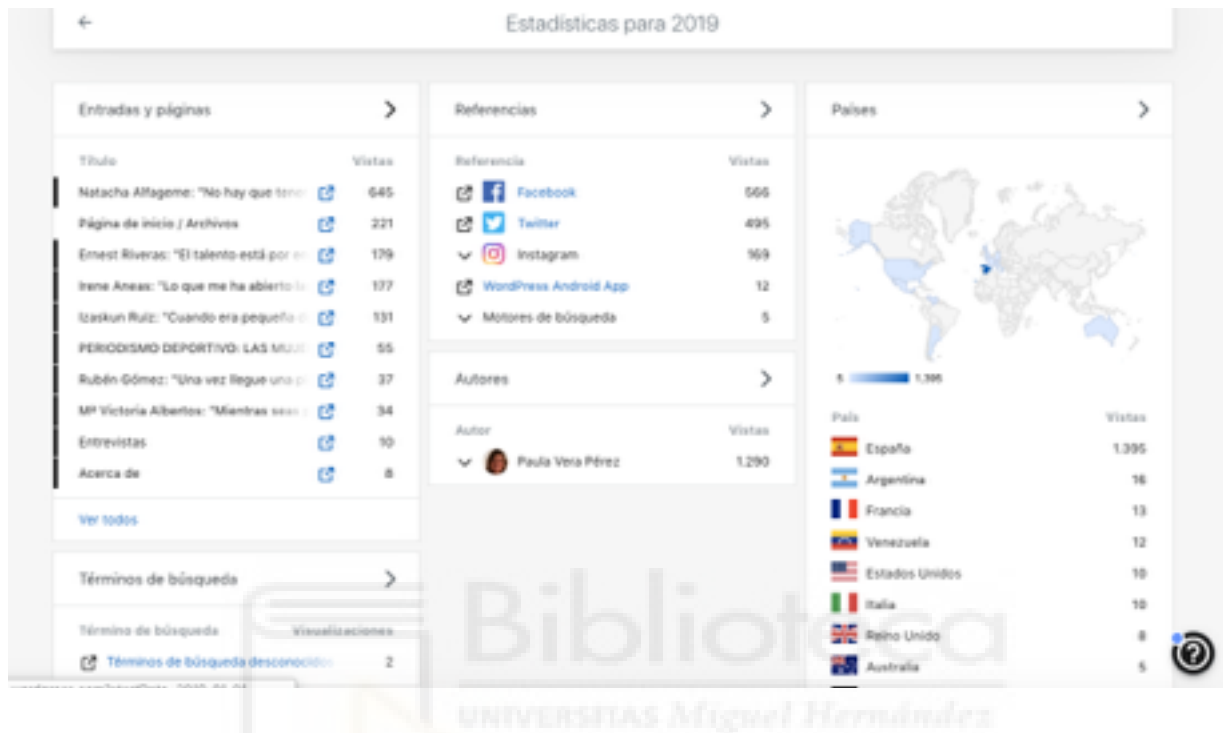 Estadísticas para 2019
Entradas y páginas
Título Vistas
Natacha Alfageme: "No hay que tene 645
Página de inicio / Archivos 221
Ernest Riveras: "El talento está por e 179
Irene Aneas: "Lo que me ha abierto la 177
Izaskun Ruiz: "Cuando era pequeña 131
PERIODISMO DEPORTIVO: LAS MUJE 55
Rubén Gómez: "Una vez llegue una p 37
Mª Victoria Albertos: "Mientras seas 34
Entrevistas 10
Acerca de 8
Ver todos
Términos de búsqueda
Término de búsqueda Visualizaciones
Términos de búsqueda desconocidos 2
Referencias
Referencia Vistas
Facebook 566
Twitter 495
Instagram 169
WordPress Android App 12
Motores de búsqueda 5
Autores
Autor Vistas
Paula Vera Pérez 1.290
Países
5 1.395
País Vistas
España 1.395
Argentina 16
Francia 13
Venezuela 12
Estados Unidos 10
Italia 10
Reino Unido 8
Australia 5
Biblioteca
UNIVERSITAS Miguel Hernández